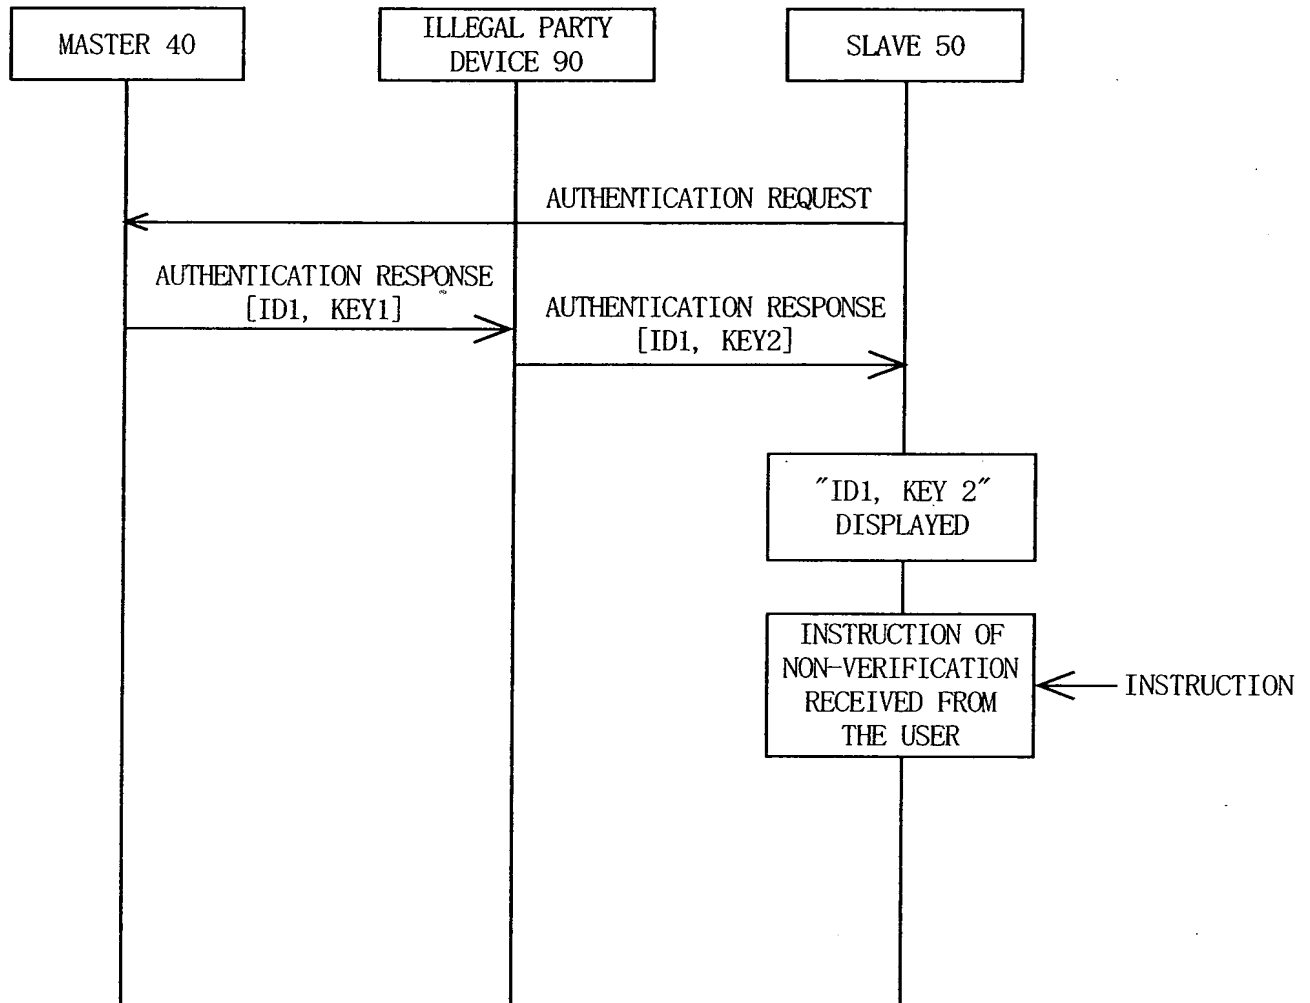 MASTER 40
ILLEGAL PARTY
DEVICE 90
SLAVE 50
AUTHENTICATION REQUEST
AUTHENTICATION RESPONSE
[ID1, KEY1]
AUTHENTICATION RESPONSE
[ID1, KEY2]
"ID1, KEY 2"
DISPLAYED
INSTRUCTION OF
NON-VERIFICATION
RECEIVED FROM
THE USER
INSTRUCTION